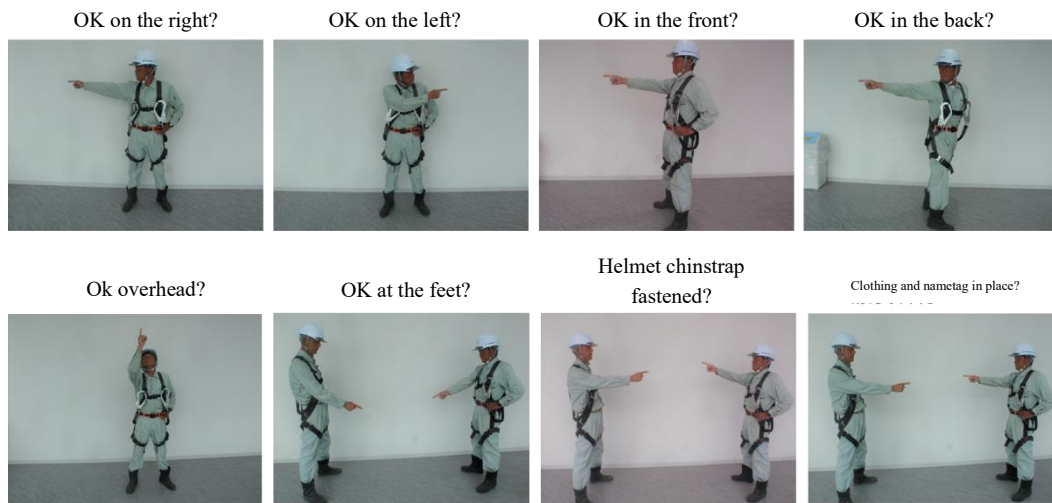 OK on the right?
OK on the left?
OK in the front?
OK in the back?
Ok overhead?
OK at the feet?
Helmet chinstrap
fastened?
Clothing and nametag in place?